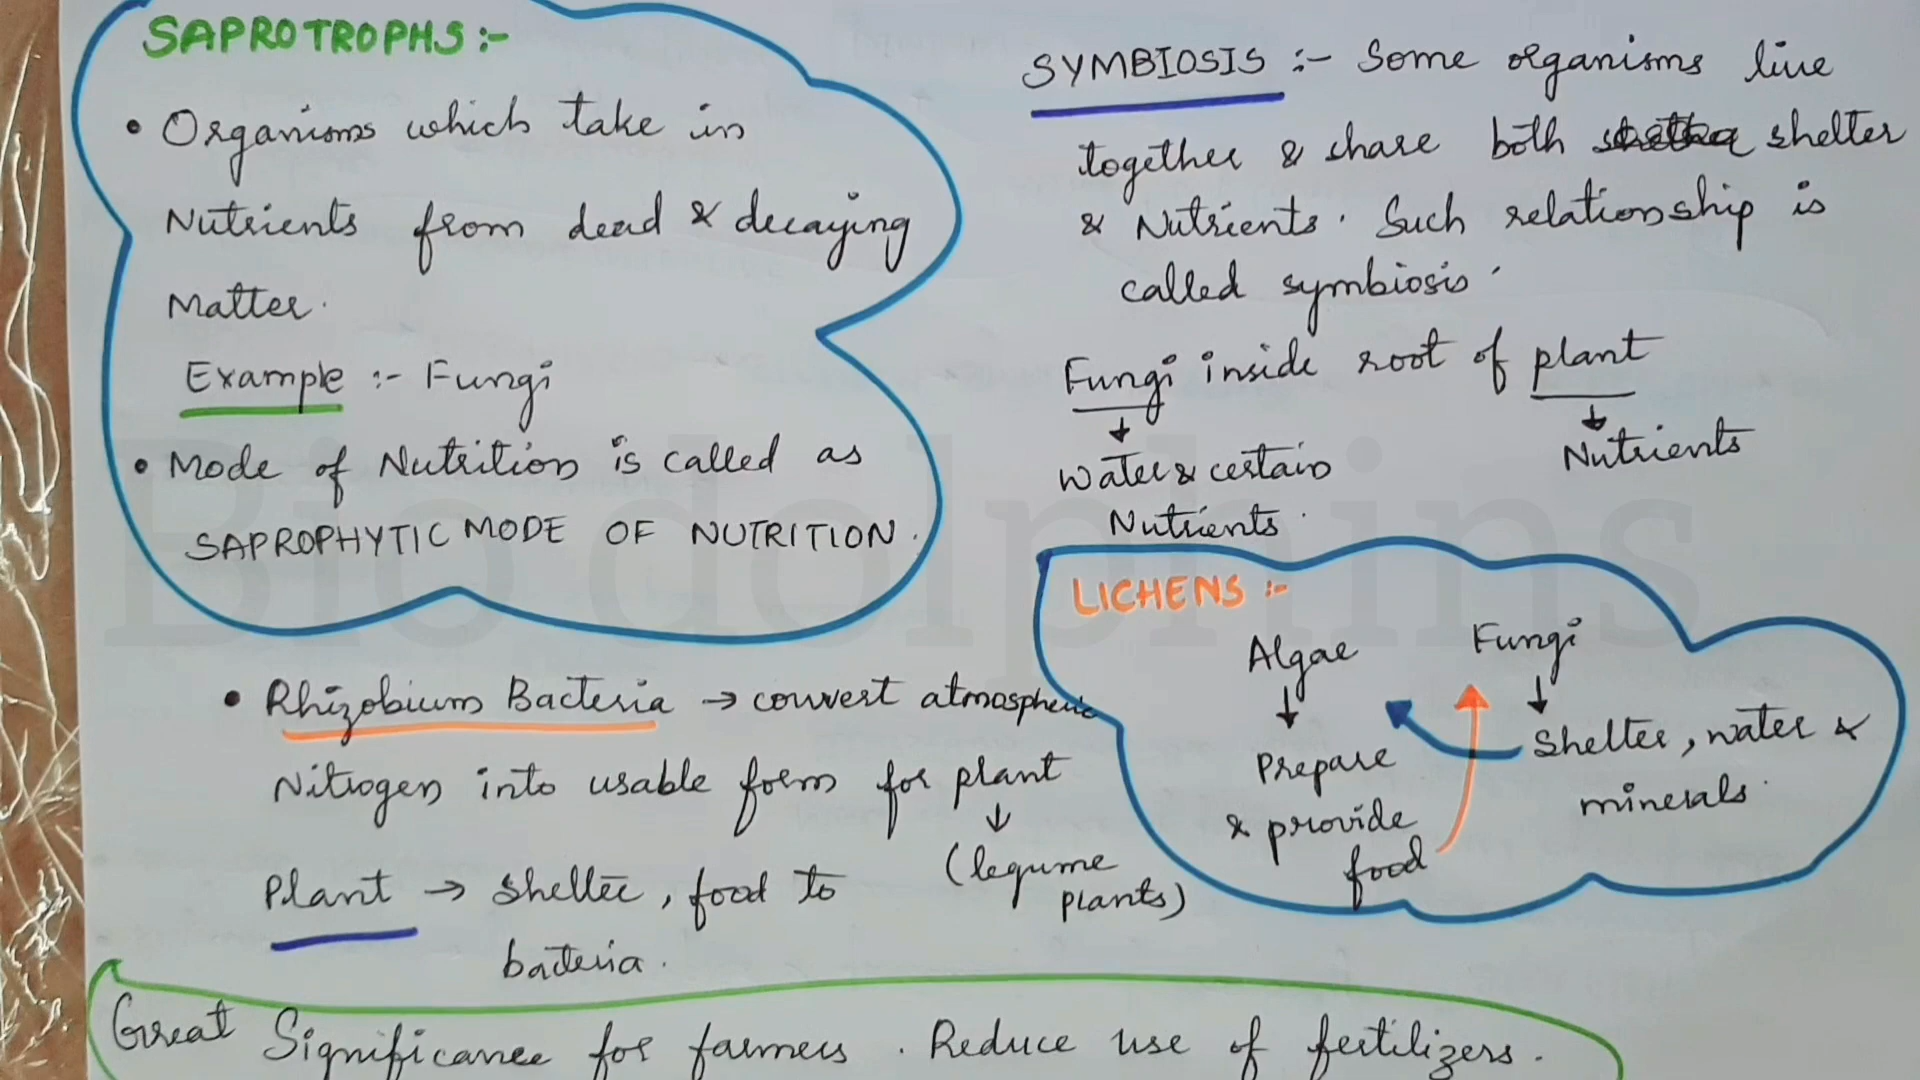 SAPROTROPHS :-
• Organisms which take in
Nutrients from dead & decaying
Matter.
Example :- Fungi
• Mode of Nutrition is called as
SAPROPHYTIC MODE OF NUTRITION.
SYMBIOSIS :- Some organisms live
together & share both shelter
& Nutrients. Such relationship is
called symbiosis.
Fungi inside root of plant
↓ ↓
Water & certain Nutrients
Nutrients.
LICHENS :-
Algae Fungi
↓ ↓
Prepare Shelter, water &
& provide minerals.
food
• Rhizobium Bacteria → convert atmospheric
Nitrogen into usable form for plant
↓
(legume
plants)
Plant → shelter, food to
bacteria.
Great Significance for farmers. Reduce use of fertilizers.
Bio dolphins